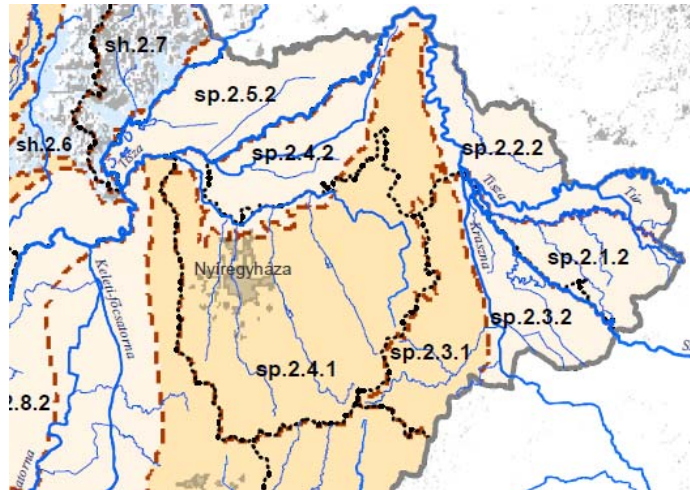 sh.2.7
sp.2.5.2
sh.2.6
Tisza
sp.2.4.2
sp.2.2.2
Tisza
Túr
Kraszna
sp.2.1.2
Keleti-főcsatorna
Nyíregyháza
sp.2.3.2
sp.2.4.1
sp.2.3.1
2.8.2